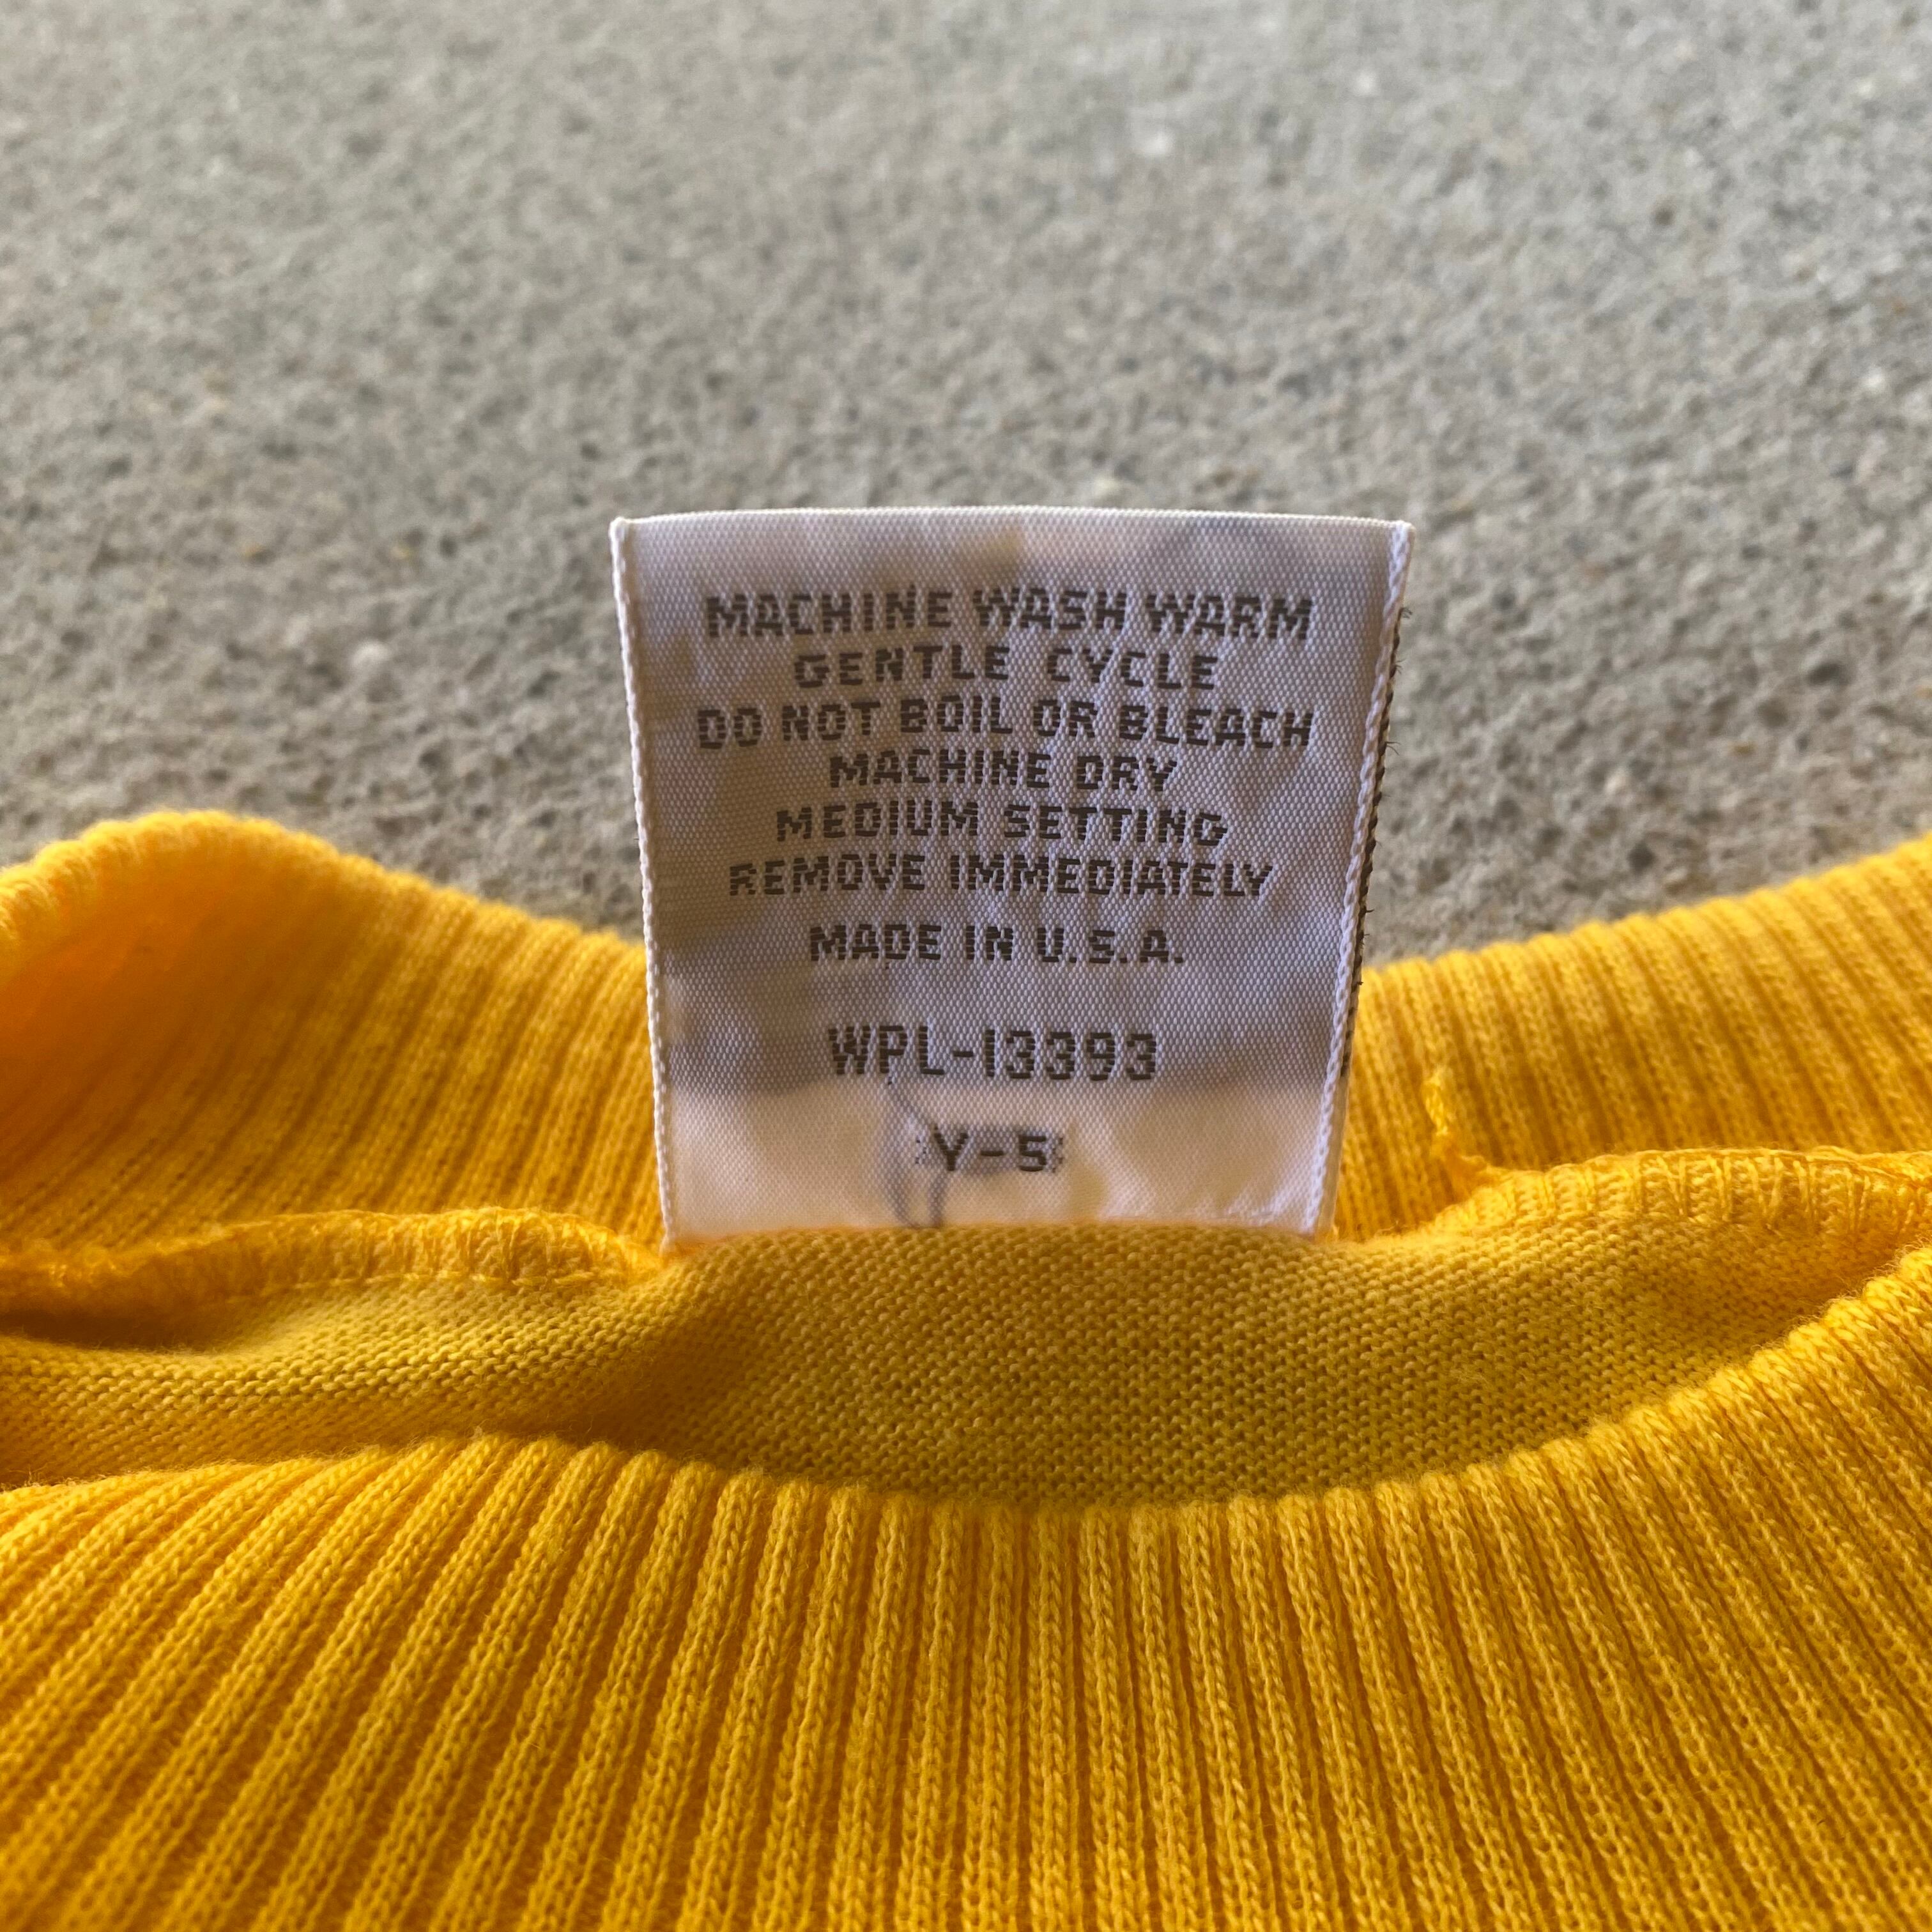 MACHINE WASH WARM
GENTLE CYCLE
DO NOT BOIL OR BLEACH
MACHINE DRY
MEDIUM SETTING
REMOVE IMMEDIATELY
MADE IN U.S.A.
WPL-13393
Y-5